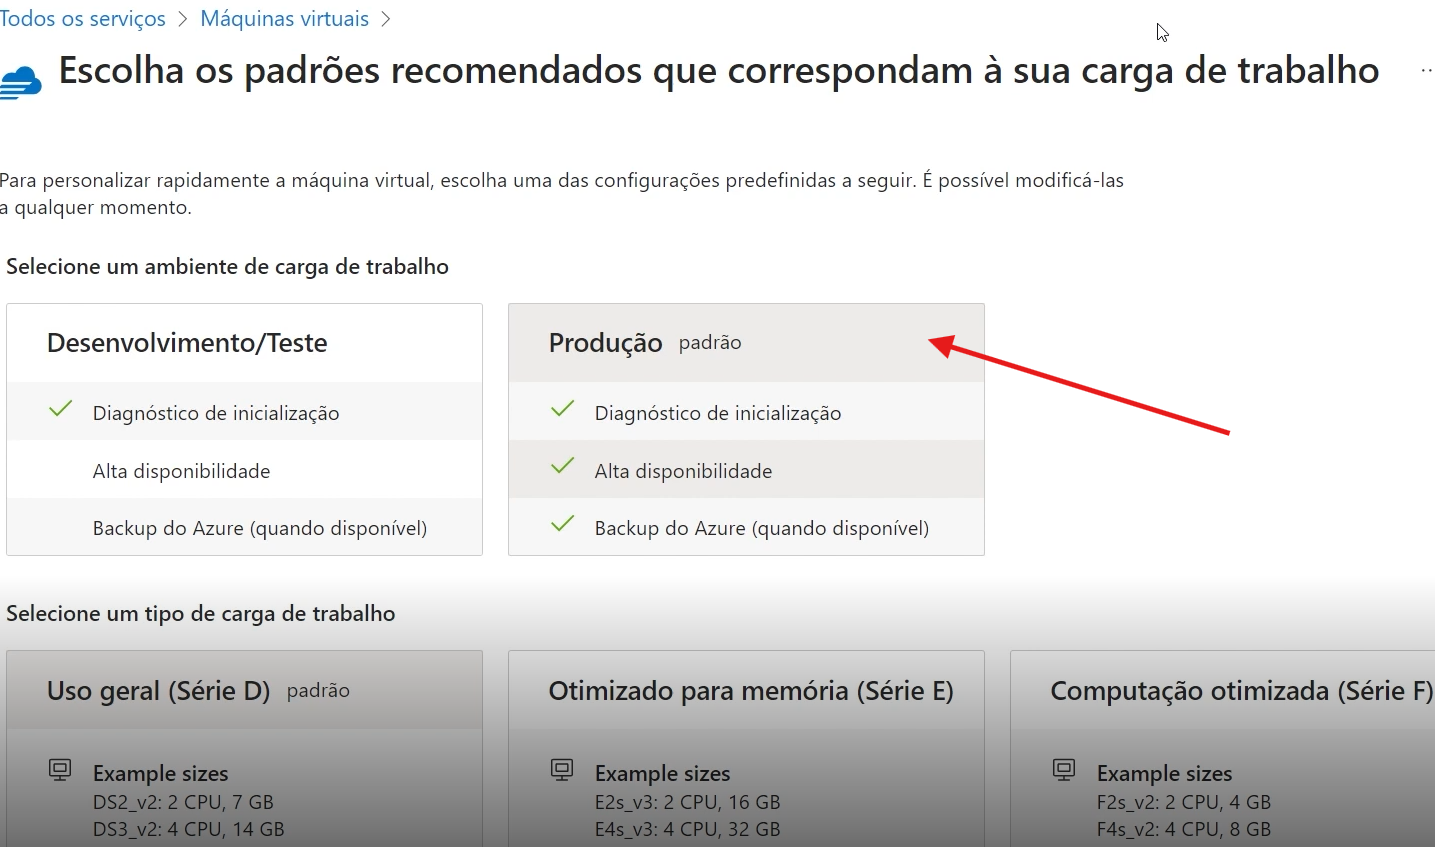 Todos os serviços > Máquinas virtuais >
Escolha os padrões recomendados que correspondam à sua carga de trabalho
Para personalizar rapidamente a máquina virtual, escolha uma das configurações predefinidas a seguir. É possível modificá-las
a qualquer momento.
Selecione um ambiente de carga de trabalho
Desenvolvimento/Teste
Diagnóstico de inicialização
Alta disponibilidade
Backup do Azure (quando disponível)
Produção padrão
Diagnóstico de inicialização
Alta disponibilidade
Backup do Azure (quando disponível)
Selecione um tipo de carga de trabalho
Uso geral (Série D) padrão
Example sizes
DS2_v2: 2 CPU, 7 GB
DS3_v2: 4 CPU, 14 GB
Otimizado para memória (Série E)
Example sizes
E2s_v3: 2 CPU, 16 GB
E4s_v3: 4 CPU, 32 GB
Computação otimizada (Série F)
Example sizes
F2s_v2: 2 CPU, 4 GB
F4s_v2: 4 CPU, 8 GB